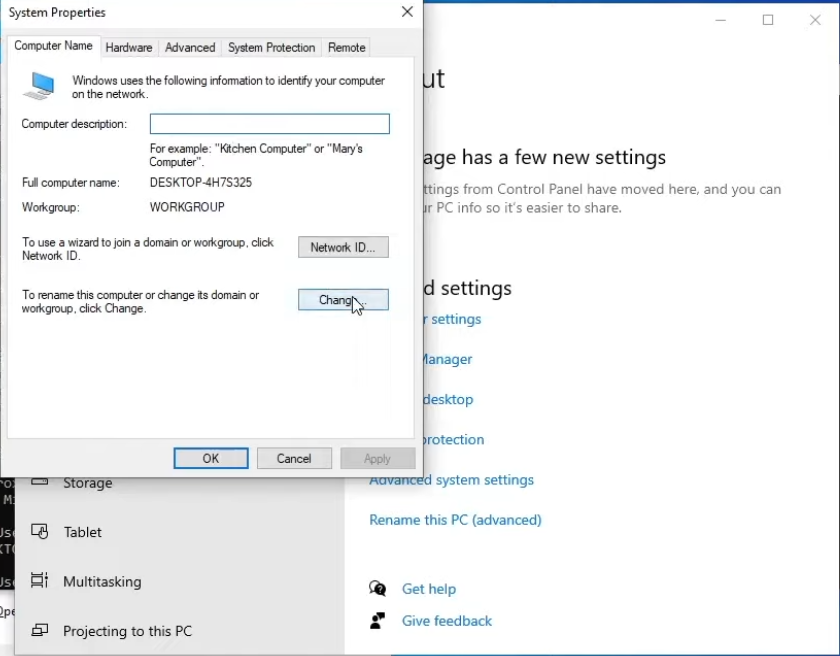 System Properties
Computer Name Hardware Advanced System Protection Remote
Windows uses the following information to identify your computer
on the network.
Computer description:
For example: "Kitchen Computer" or "Mary's
Computer".
Full computer name: DESKTOP-4H7S325
Workgroup: WORKGROUP
To use a wizard to join a domain or workgroup, click
Network ID.
Network ID...
To rename this computer or change its domain or
workgroup, click Change.
OK Cancel Apply
has a few new settings
from Control Panel have moved here, and you can
PC info so it's easier to share.
settings
settings
Manager
desktop
protection
Advanced system settings
Rename this PC (advanced)
Get help
Give feedback
Storage
Tablet
Multitasking
Projecting to this PC